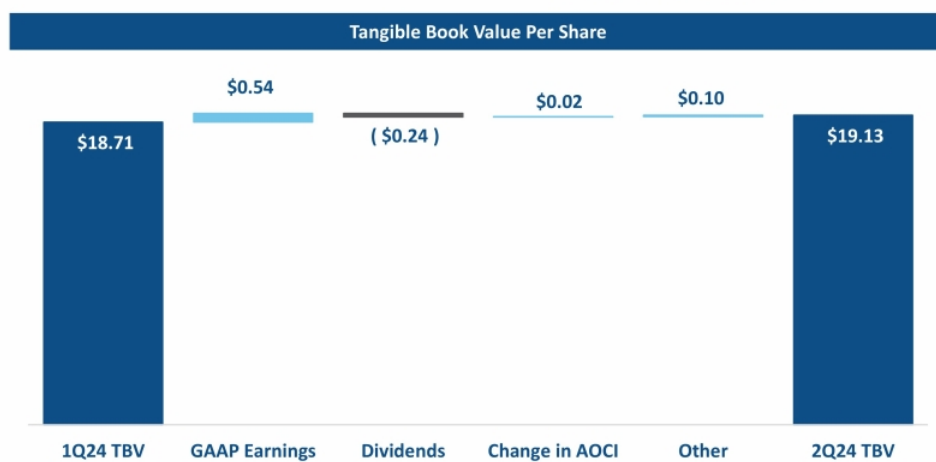 Tangible Book Value Per Share
$0.54
$0.02
$0.10
$18.71
( $0.24 )
$19.13
1Q24 TBV
GAAP Earnings
Dividends
Change in AOCI
Other
2Q24 TBV